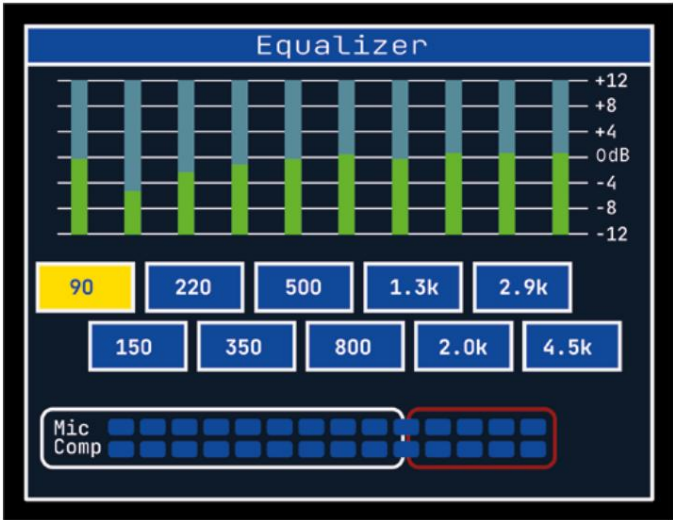 Equalizer
+12
+8
+4
0dB
-4
-8
-12
90 220 500 1.3k 2.9k
150 350 800 2.0k 4.5k
Mic
Comp